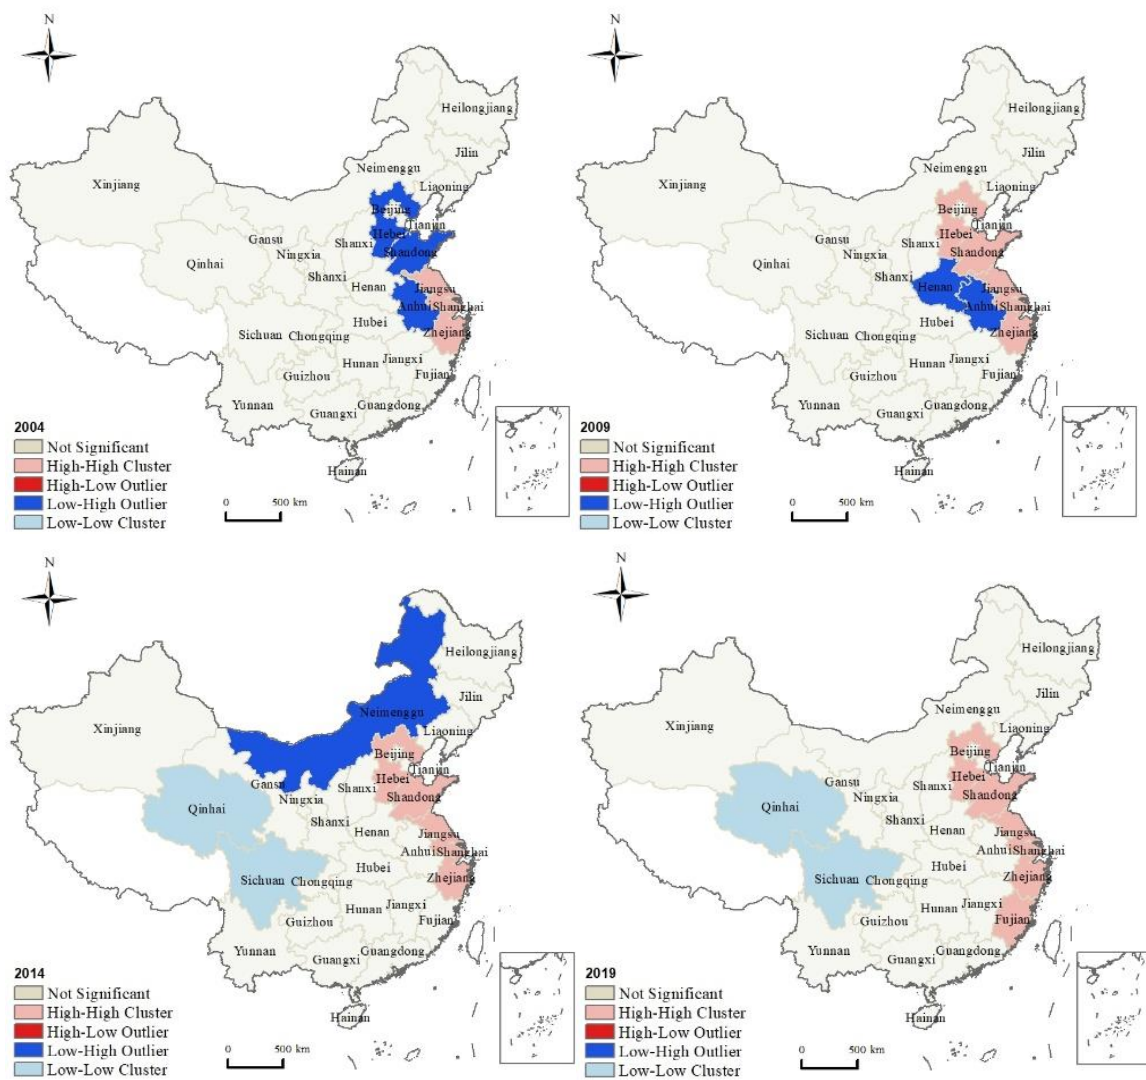 N
Heilongjiang
Jilin
Neimenggu
Liaoning
Xinjiang
Beijing
Tianjin
Hebei
Gansu
Shanxi
Shandong
Ningxia
Qinhai
Shanxi
Henan
Jiangsu
Anhui
Shanghai
Hubei
Zhejiang
Sichuan
Chongqing
Hunan
Jiangxi
Guizhou
Fujian
Yunnan
Guangdong
Guangxi
Hainan
2004
Not Significant
High-High Cluster
High-Low Outlier
Low-High Outlier
Low-Low Cluster
0 500 km
N
Heilongjiang
Jilin
Neimenggu
Liaoning
Xinjiang
Beijing
Tianjin
Hebei
Gansu
Shanxi
Shandong
Ningxia
Qinhai
Shanxi
Henan
Jiangsu
Anhui
Shanghai
Hubei
Zhejiang
Sichuan
Chongqing
Hunan
Jiangxi
Guizhou
Fujian
Yunnan
Guangdong
Guangxi
Hainan
2009
Not Significant
High-High Cluster
High-Low Outlier
Low-High Outlier
Low-Low Cluster
0 500 km
N
Heilongjiang
Jilin
Neimenggu
Liaoning
Xinjiang
Beijing
Tianjin
Hebei
Gansu
Shanxi
Shandong
Ningxia
Qinhai
Shanxi
Henan
Jiangsu
Anhui
Shanghai
Hubei
Zhejiang
Sichuan
Chongqing
Hunan
Jiangxi
Guizhou
Fujian
Yunnan
Guangdong
Guangxi
Hainan
2014
Not Significant
High-High Cluster
High-Low Outlier
Low-High Outlier
Low-Low Cluster
0 500 km
N
Heilongjiang
Jilin
Neimenggu
Liaoning
Xinjiang
Beijing
Tianjin
Hebei
Gansu
Shanxi
Shandong
Ningxia
Qinhai
Shanxi
Henan
Jiangsu
Anhui
Shanghai
Hubei
Zhejiang
Sichuan
Chongqing
Hunan
Jiangxi
Guizhou
Fujian
Yunnan
Guangdong
Guangxi
Hainan
2019
Not Significant
High-High Cluster
High-Low Outlier
Low-High Outlier
Low-Low Cluster
0 500 km